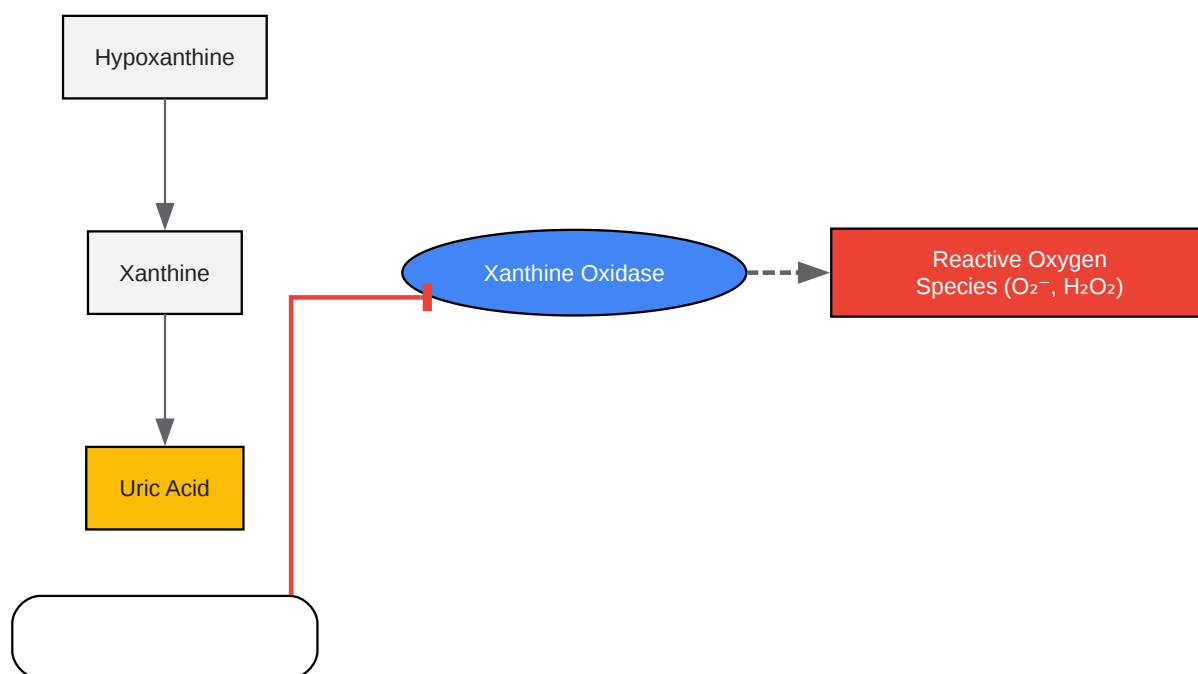 Hypoxanthine
Xanthine
Xanthine Oxidase
Reactive Oxygen
Species (O₂⁻, H₂O₂)
Uric Acid